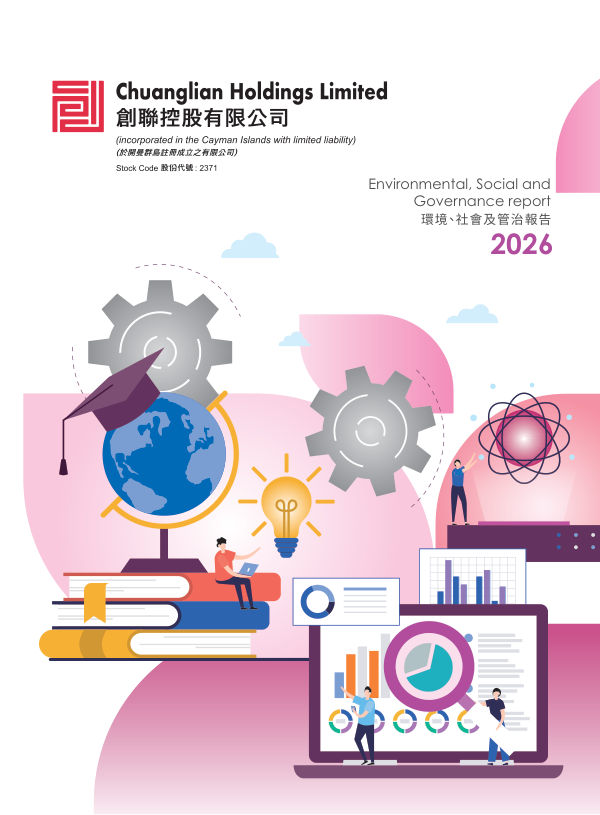 Chuanglian Holdings Limited
創聯控股有限公司
(incorporated in the Cayman Islands with limited liability)
(於開曼群島註冊成立之有限公司)
Stock Code 股份代號 : 2371
Environmental, Social and
Governance report
環境、社會及管治報告
2026